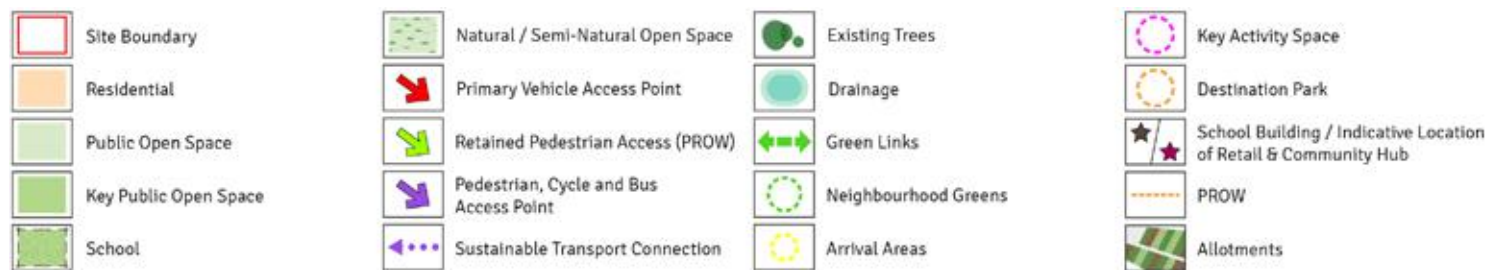 Site Boundary
Residential
Public Open Space
Key Public Open Space
School
Natural / Semi-Natural Open Space
Primary Vehicle Access Point
Retained Pedestrian Access (PROW)
Pedestrian, Cycle and Bus
Access Point
Sustainable Transport Connection
Existing Trees
Drainage
Green Links
Neighbourhood Greens
Arrival Areas
Key Activity Space
Destination Park
School Building / Indicative Location
of Retail & Community Hub
PROW
Allotments